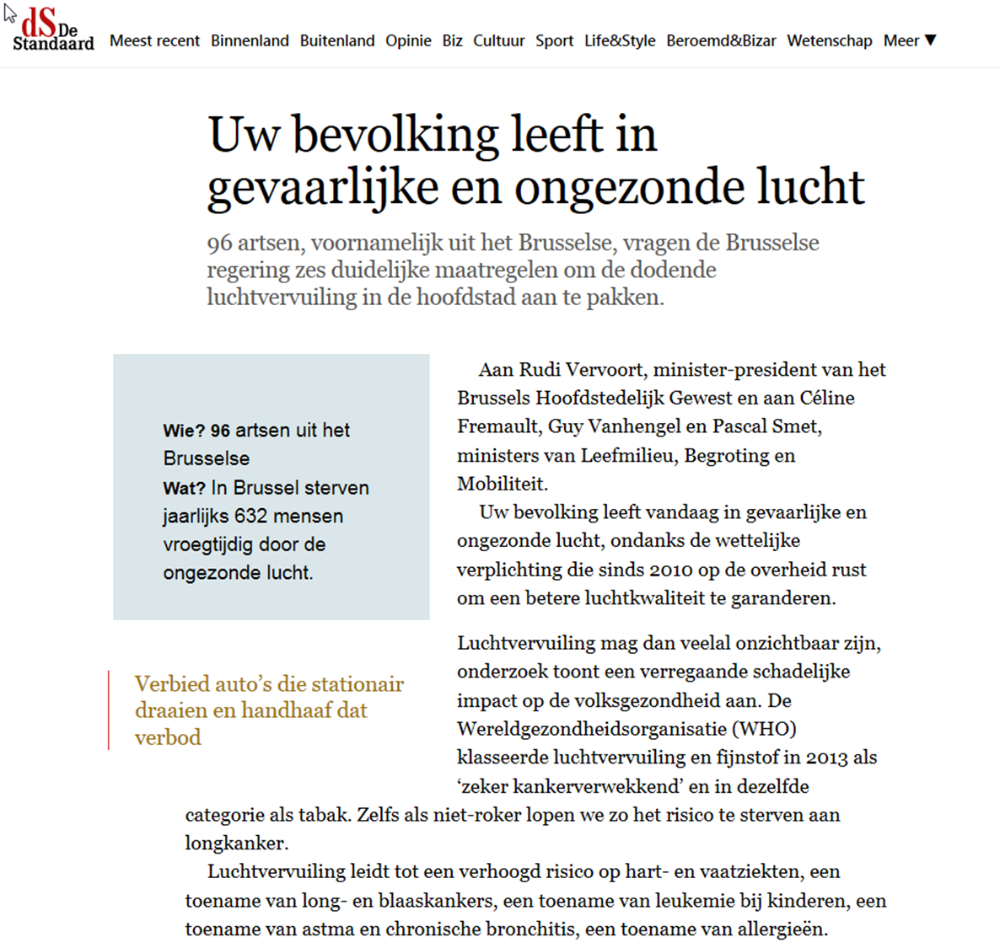 dS De
Standaard
Meest recent Binnenland Buitenland Opinie Biz Cultuur Sport Life&Style Beroemd&Bizar Wetenschap Meer ▼
Uw bevolking leeft in
gevaarlijke en ongezonde lucht
96 artsen, voornamelijk uit het Brusselse, vragen de Brusselse
regering zes duidelijke maatregelen om de dodende
luchtvervuiling in de hoofdstad aan te pakken.
Wie? 96 artsen uit het
Brusselse
Wat? In Brussel sterven
jaarlijks 632 mensen
vroegtijdig door de
ongezonde lucht.
Verbied auto’s die stationair
draaien en handhaaf dat
verbod
Aan Rudi Vervoort, minister-president van het
Brussels Hoofdstedelijk Gewest en aan Céline
Fremault, Guy Vanhengel en Pascal Smet,
ministers van Leefmilieu, Begroting en
Mobiliteit.
Uw bevolking leeft vandaag in gevaarlijke en
ongezonde lucht, ondanks de wettelijke
verplichting die sinds 2010 op de overheid rust
om een betere luchtkwaliteit te garanderen.
Luchtvervuiling mag dan veelal onzichtbaar zijn,
onderzoek toont een verregaande schadelijke
impact op de volksgezondheid aan. De
Wereldgezondheidsorganisatie (WHO)
klasseerde luchtvervuiling en fijnstof in 2013 als
‘zeker kankerverwekkend’ en in dezelfde
categorie als tabak. Zelfs als niet-roker lopen we zo het risico te sterven aan
longkanker.
Luchtvervuiling leidt tot een verhoogd risico op hart- en vaatziekten, een
toename van long- en blaaskankers, een toename van leukemie bij kinderen, een
toename van astma en chronische bronchitis, een toename van allergieën.